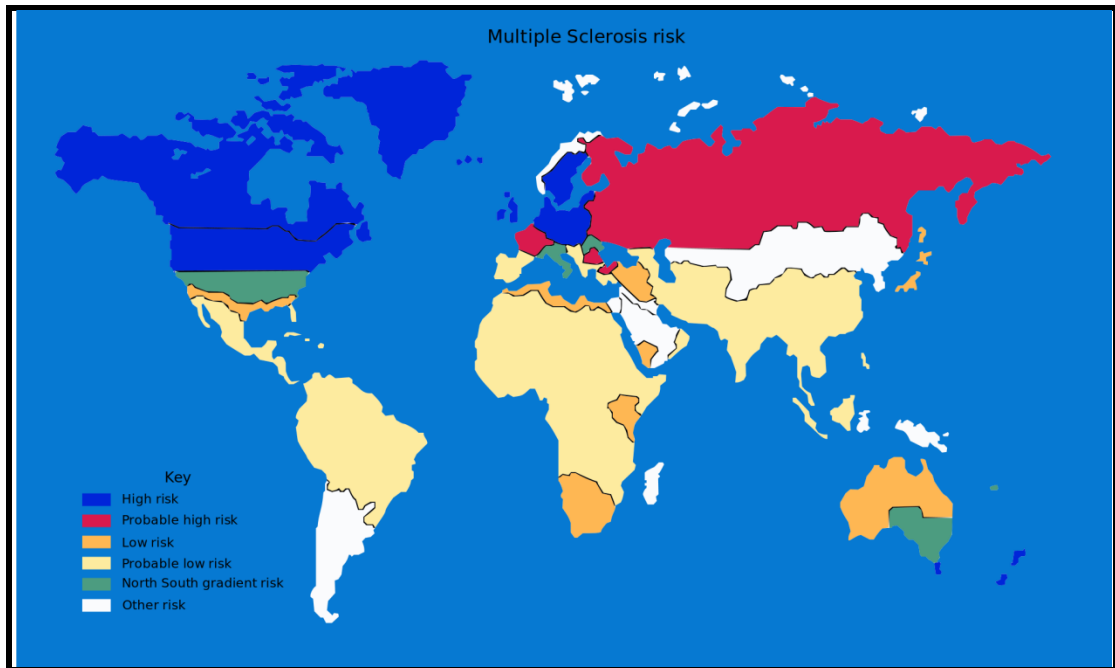 Multiple Sclerosis risk
Key
High risk
Probable high risk
Low risk
Probable low risk
North South gradient risk
Other risk